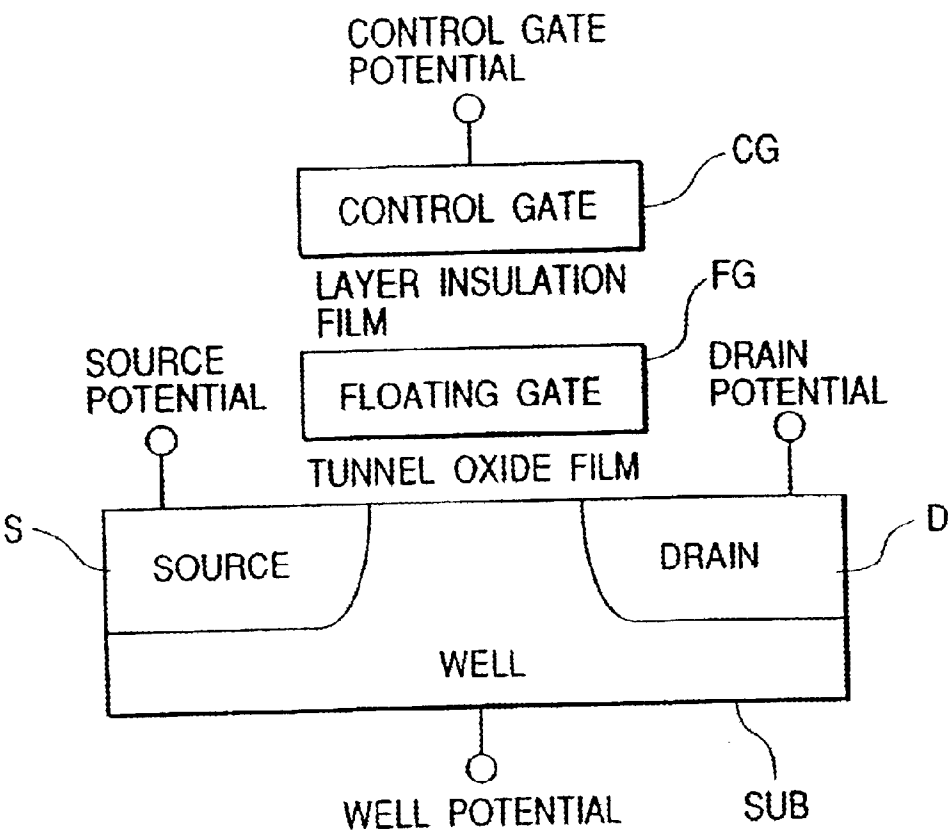 CONTROL GATE
POTENTIAL
CG
CONTROL GATE
LAYER INSULATION
FILM
FG
SOURCE
POTENTIAL
FLOATING GATE
DRAIN
POTENTIAL
TUNNEL OXIDE FILM
S
SOURCE
DRAIN
D
WELL
WELL POTENTIAL
SUB